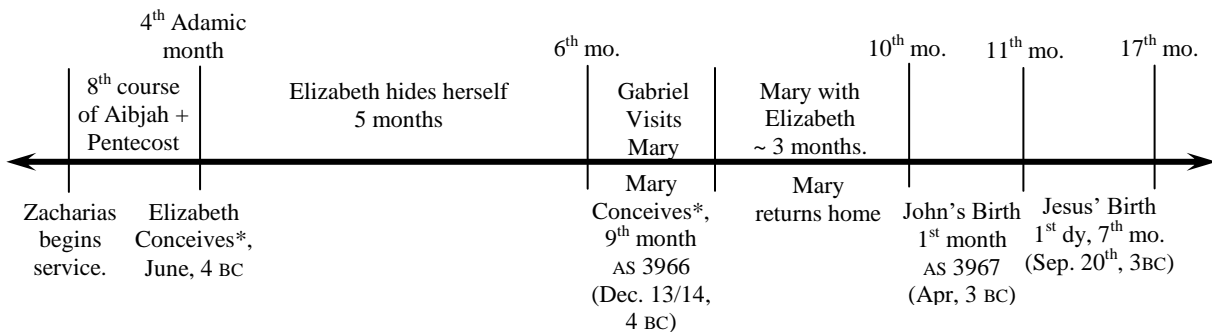 4th Adamic
month
6th mo.
10th mo.
11th mo.
17th mo.
8th course
of Aibjah +
Pentecost
Elizabeth hides herself
5 months
Gabriel
Visits
Mary
Mary with
Elizabeth
~ 3 months.
Zacharias
begins
service.
Elizabeth
Conceives*,
June, 4 BC
Mary
Conceives*,
9th month
AS 3966
(Dec. 13/14,
4 BC)
Mary
returns home
John's Birth
1st month
AS 3967
(Apr, 3 BC)
Jesus' Birth
1st dy, 7th mo.
(Sep. 20th, 3BC)